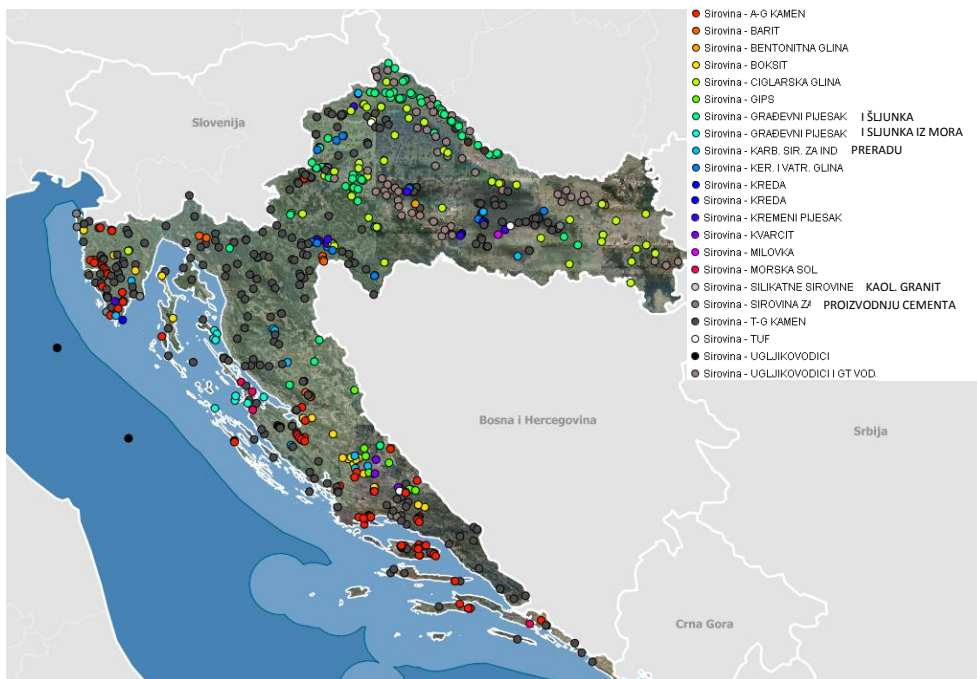 Sirovina - A-G KAMEN
Sirovina - BARIT
Sirovina - BENTONITNA GLINA
Sirovina - BOKSIT
Sirovina - CIGLARSKA GLINA
Sirovina - GIPS
Sirovina - GRAĐEVNI PIJESAK I ŠLJUNKA
Sirovina - GRAĐEVNI PIJESAK I SLJUNKA IZ MORA
Sirovina - KARB. SIR. ZA IND PRERADU
Sirovina - KER. I VATR. GLINA
Sirovina - KREDA
Sirovina - KREDA
Sirovina - KREMENI PIJESAK
Sirovina - KVARCIT
Sirovina - MILOVKA
Sirovina - MORSKA SOL
Sirovina - SILIKATNE SIROVINE KAOL. GRANIT
Sirovina - SIROVINA ZA PROIZVODNJU CEMENTA
Sirovina - T-G KAMEN
Sirovina - TUF
Sirovina - UGLJIKOVODICI
Sirovina - UGLJIKOVODICI I GT VOD.
Slovenija
Bosna i Hercegovina
Srbija
Crna Gora